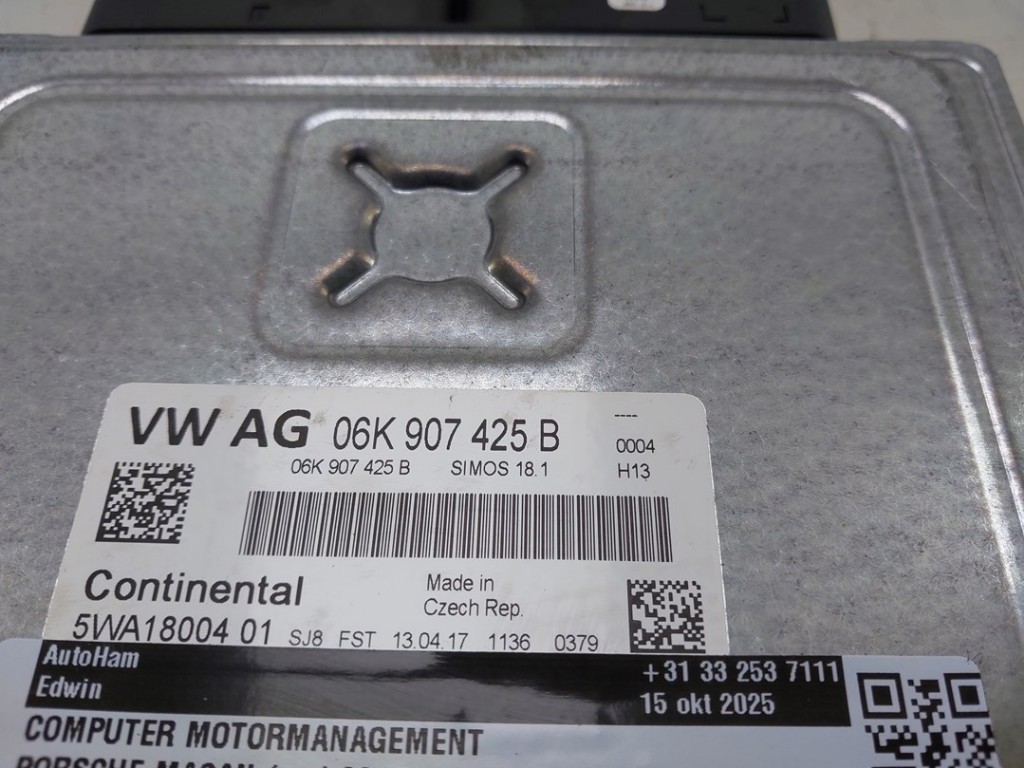 VW AG 06K 907 425 B ----
06K 907 425 B SIMOS 18.1 0004
H13
Continental Made in
Czech Rep.
5WA18004 01 SJ8 FST 13.04.17 1136 0379
AutoHam +31 33 253 7111
Edwin 15 okt 2025
COMPUTER MOTORMANAGEMENT
PORSCHE MACAN